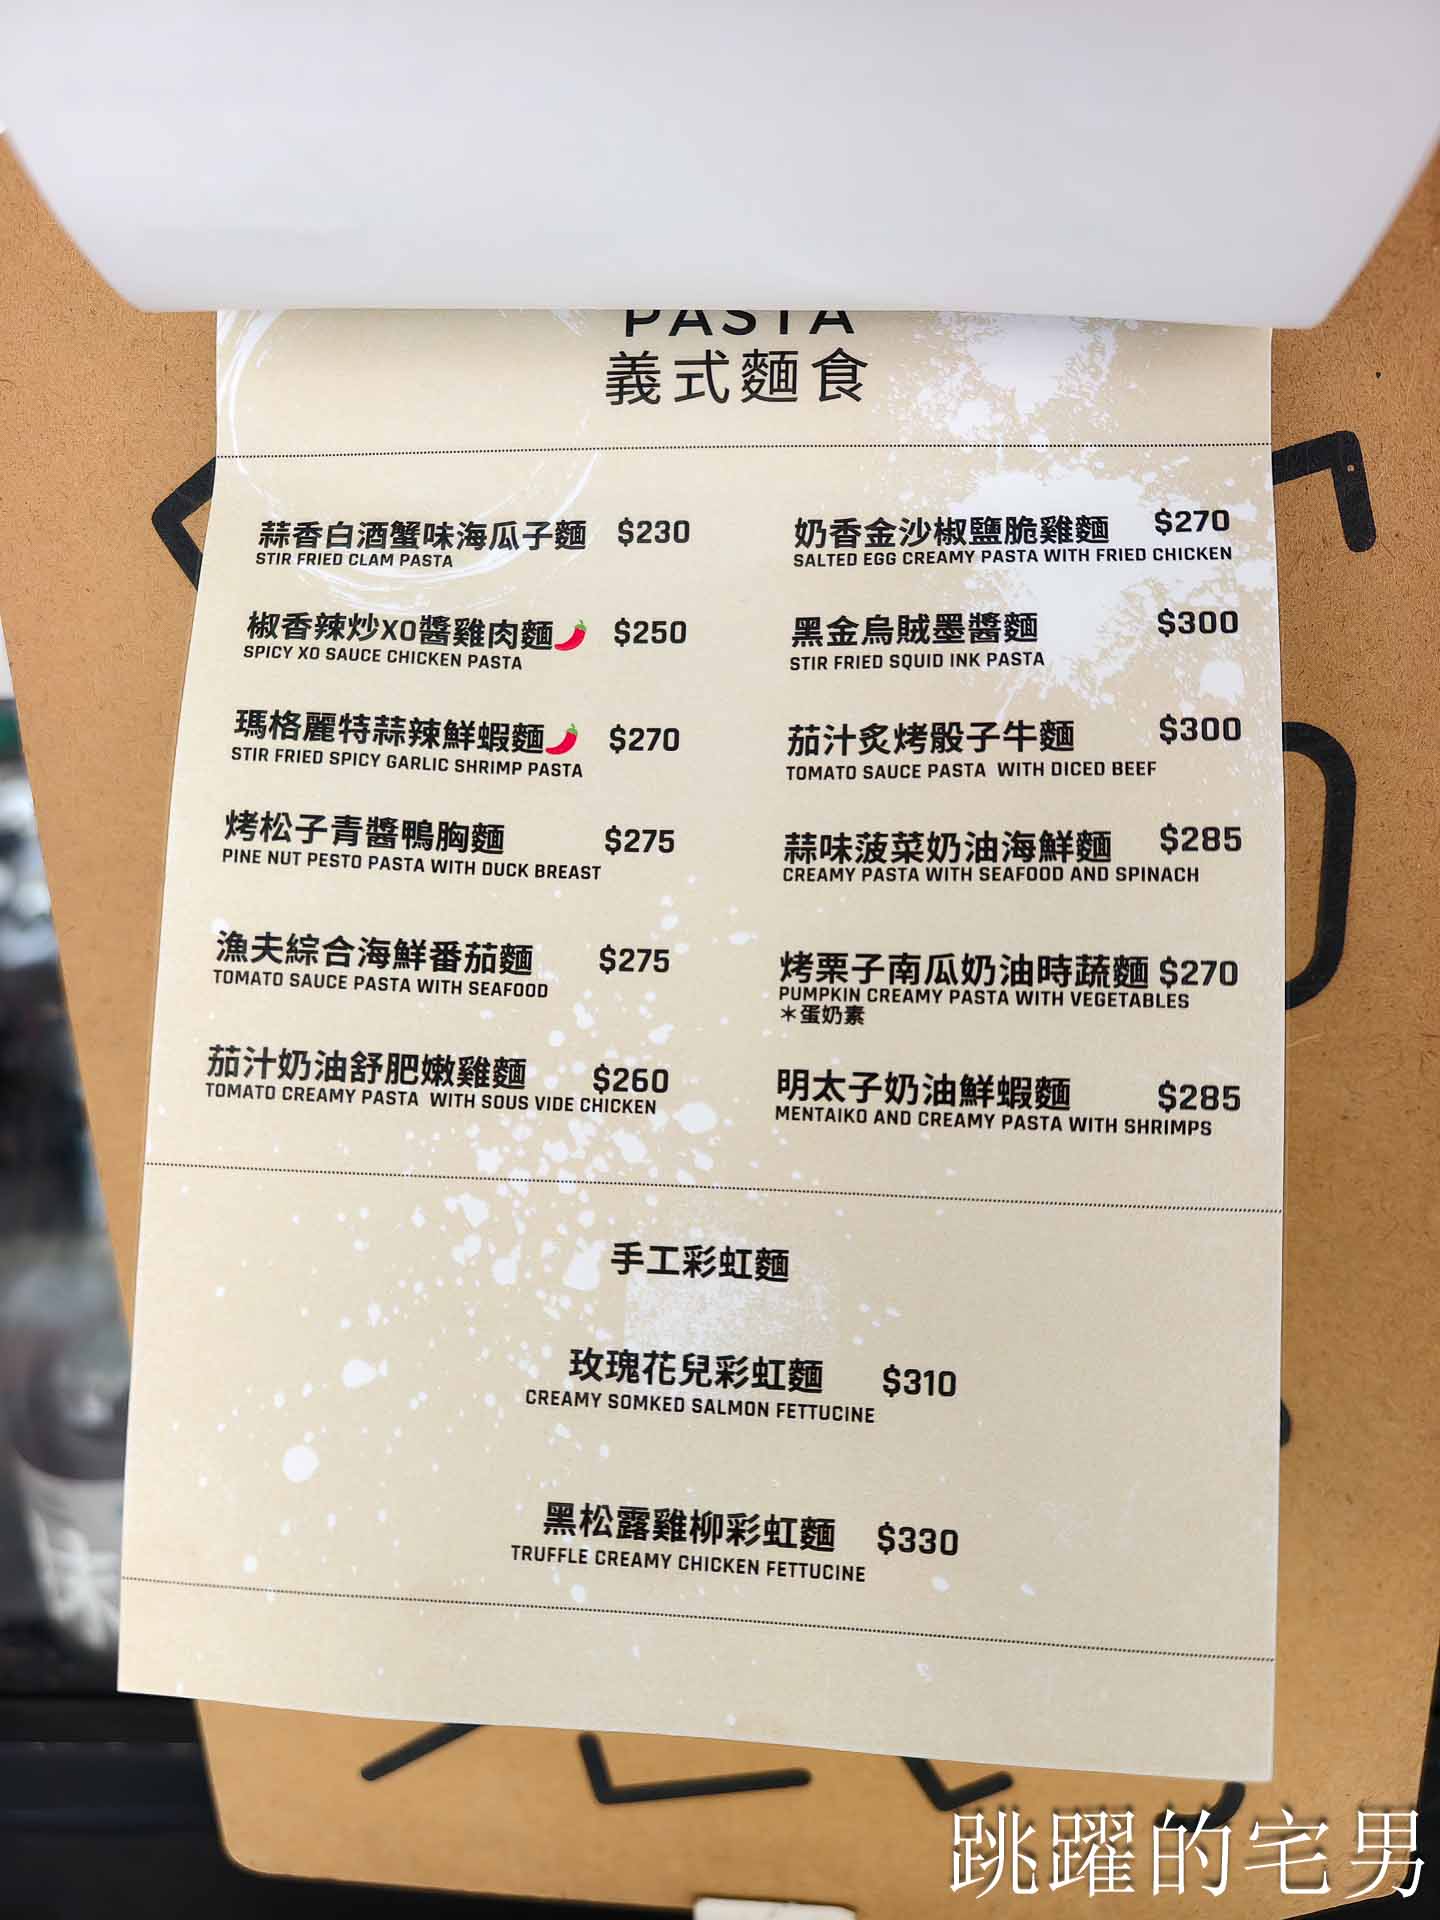 PASTA
義式麵食
蒜香白酒蟹味海瓜子麵 $230
STIR FRIED CLAM PASTA
椒香辣炒XO醬雞肉麵🌶 $250
SPICY XO SAUCE CHICKEN PASTA
瑪格麗特蒜辣鮮蝦麵🌶 $270
STIR FRIED SPICY GARLIC SHRIMP PASTA
烤松子青醬鴨胸麵 $275
PINE NUT PESTO PASTA WITH DUCK BREAST
漁夫綜合海鮮番茄麵 $275
TOMATO SAUCE PASTA WITH SEAFOOD
茄汁奶油舒肥嫩雞麵 $260
TOMATO CREAMY PASTA WITH SOUS VIDE CHICKEN
奶香金沙椒鹽脆雞麵 $270
SALTED EGG CREAMY PASTA WITH FRIED CHICKEN
黑金烏賊墨醬麵 $300
STIR FRIED SQUID INK PASTA
茄汁炙烤骰子牛麵 $300
TOMATO SAUCE PASTA WITH DICED BEEF
蒜味菠菜奶油海鮮麵 $285
CREAMY PASTA WITH SEAFOOD AND SPINACH
烤栗子南瓜奶油時蔬麵 $270
PUMPKIN CREAMY PASTA WITH VEGETABLES
＊蛋奶素
明太子奶油鮮蝦麵 $285
MENTAIKO AND CREAMY PASTA WITH SHRIMPS
手工彩虹麵
玫瑰花兒彩虹麵 $310
CREAMY SOMKED SALMON FETTUCINE
黑松露雞柳彩虹麵 $330
TRUFFLE CREAMY CHICKEN FETTUCINE
跳躍的宅男